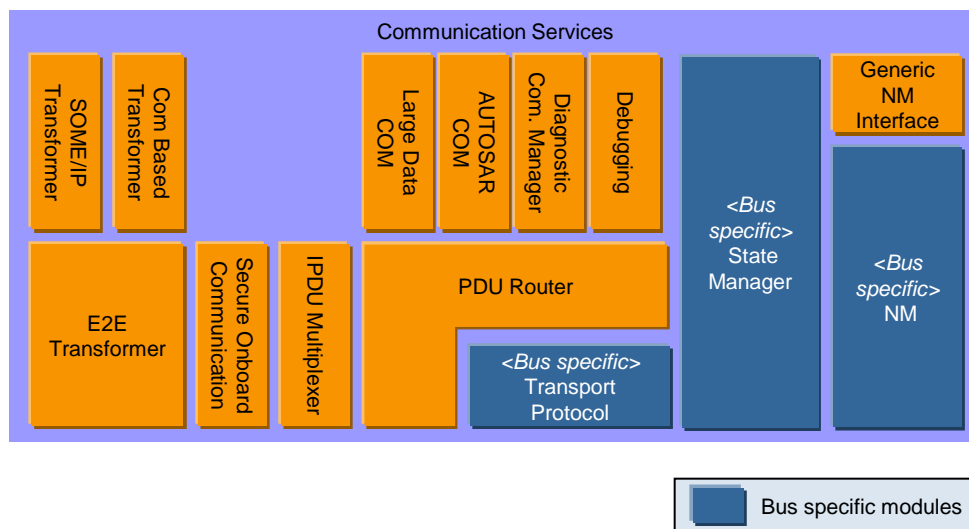 Communication Services
SOME/IP
Transformer
Com Based
Transformer
Large Data
COM
AUTOSAR
COM
Diagnostic
Com. Manager
Debugging
<Bus
specific>
State
Manager
Generic
NM
Interface
E2E
Transformer
Secure Onboard
Communication
IPDU Multiplexer
PDU Router
<Bus specific>
Transport
Protocol
<Bus
specific>
NM
Bus specific modules